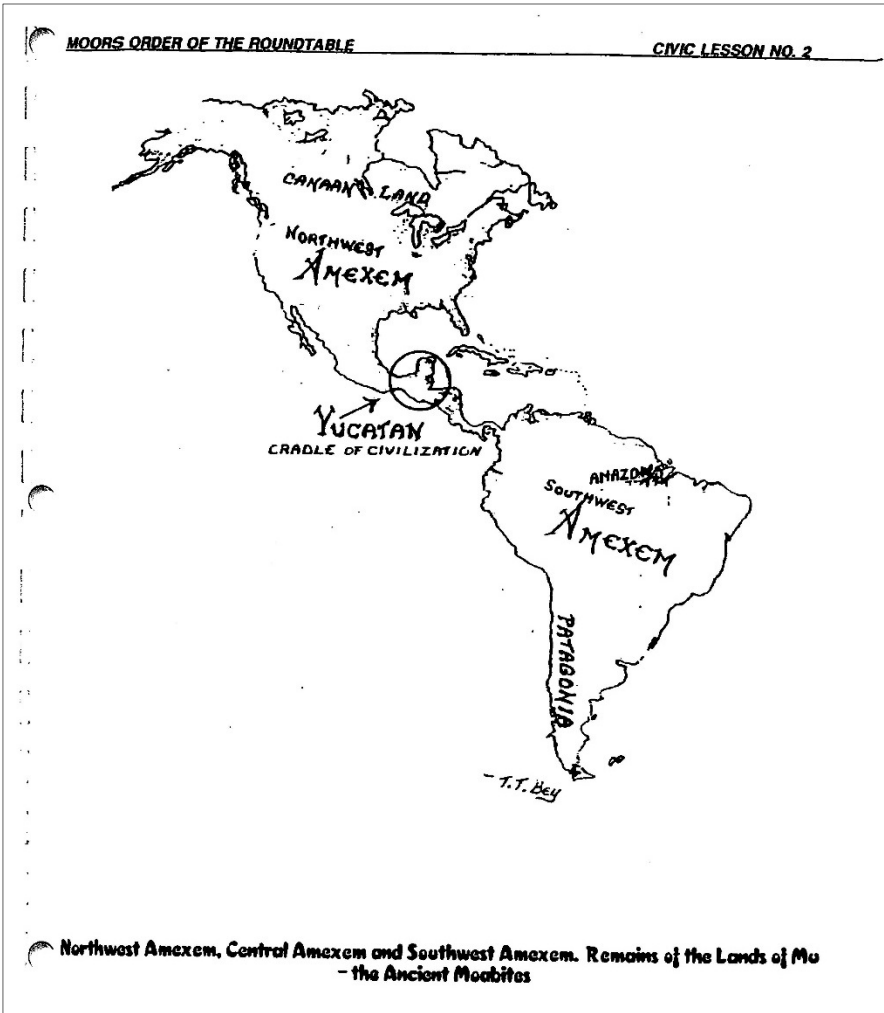 MOORS ORDER OF THE ROUNDTABLE
CIVIC LESSON NO. 2
CANAAN LAND
NORTHWEST
AMEXEM
YUCATAN
CRADLE OF CIVILIZATION
AMAZON
SOUTHWEST
AMEXEM
PATAGONIA
- T.T. Bey
Northwest Amexem, Central Amexem and Southwest Amexem. Remains of the Lands of Mu
- the Ancient Moabites